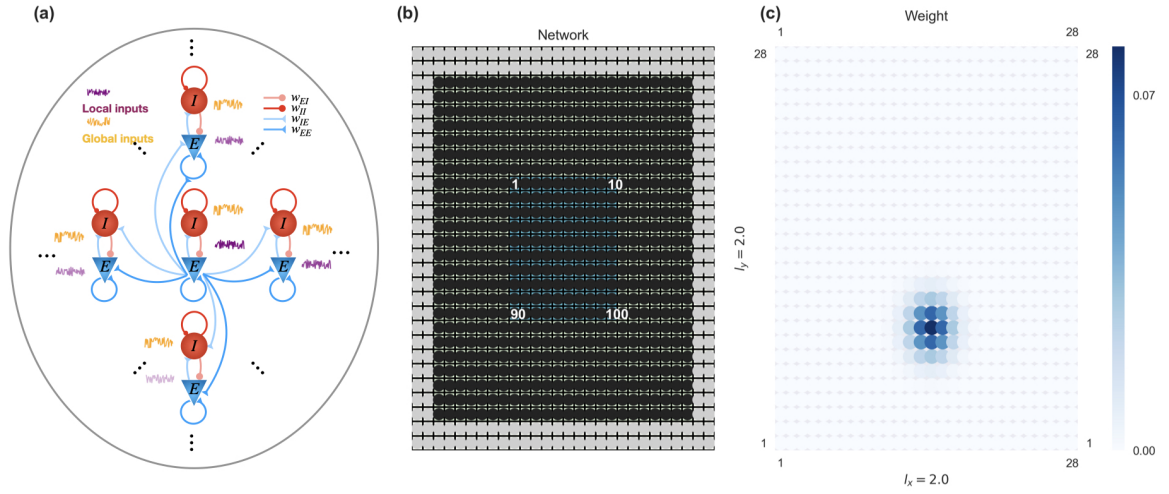 (a)
I
Local inputs
Global inputs
w_EI
w_II
w_IE
w_EE
E
I
I
I
E
E
E
I
E
(b)
Network
1
10
90
100
(c)
Weight
1
28
28
28
0.07
l_y = 2.0
1
1
0.00
1
28
l_x = 2.0